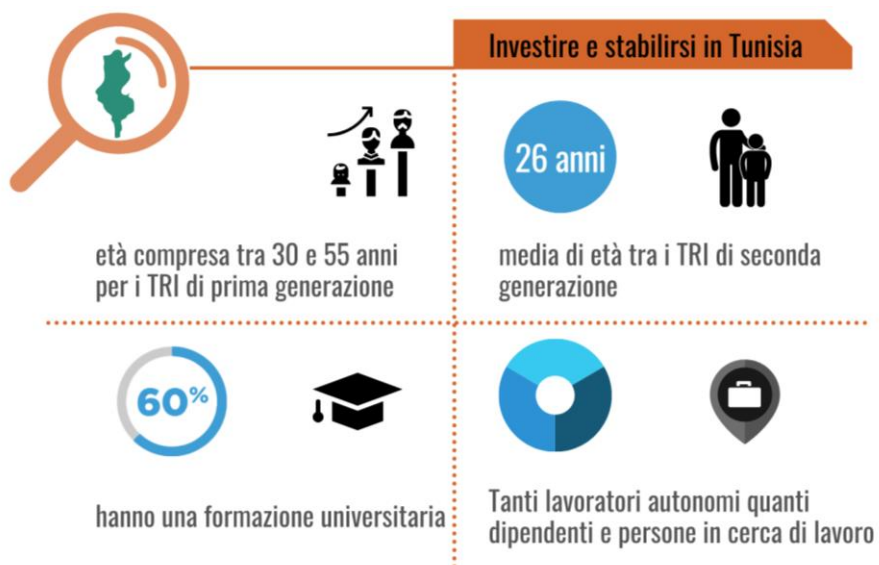 Investire e stabilirsi in Tunisia
età compresa tra 30 e 55 anni
per i TRI di prima generazione
26 anni
media di età tra i TRI di seconda
generazione
60%
hanno una formazione universitaria
Tanti lavoratori autonomi quanti
dipendenti e persone in cerca di lavoro